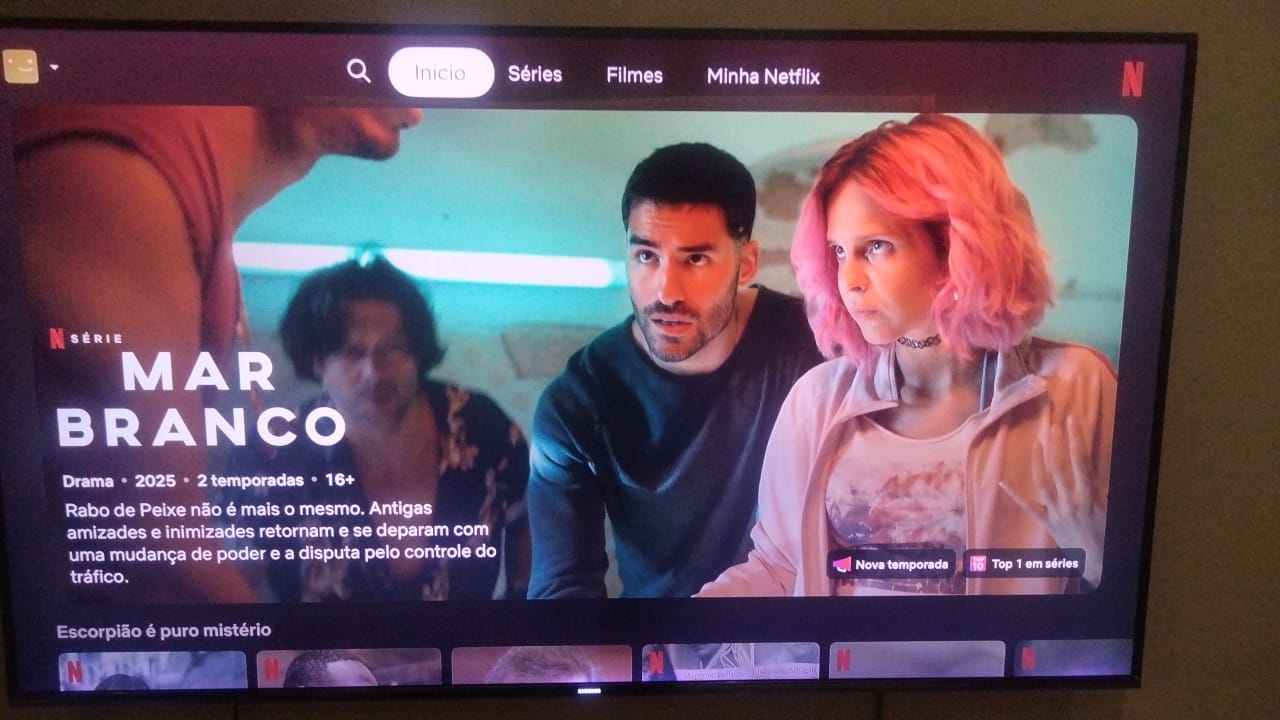 Início Séries Filmes Minha Netflix
N
N SÉRIE
MAR
BRANCO
Drama • 2025 • 2 temporadas • 16+
Rabo de Peixe não é mais o mesmo. Antigas
amizades e inimizades retornam e se deparam com
uma mudança de poder e a disputa pelo controle do
tráfico.
Nova temporada
TOP 10 Top 1 em séries
Escorpião é puro mistério
N N N N N
SAMSUNG